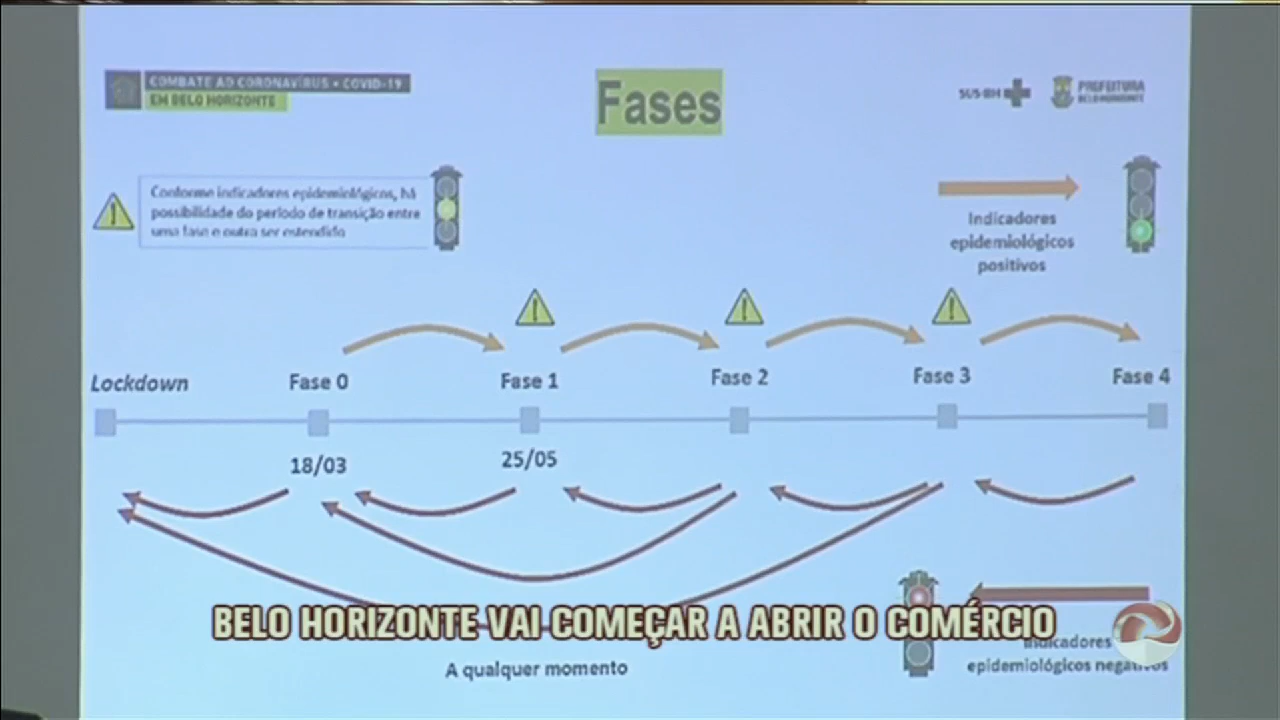 COMBATE AO CORONAVÍRUS • COVID-19
EM BELO HORIZONTE
Fases
SUS-BH
PREFEITURA
BELO HORIZONTE
Conforme indicadores epidemiológicos, há
possibilidade do período de transição entre
uma fase e outra ser estendido
Indicadores
epidemiológicos
positivos
Lockdown
Fase 0
Fase 1
Fase 2
Fase 3
Fase 4
18/03
25/05
BELO HORIZONTE VAI COMEÇAR A ABRIR O COMÉRCIO
Indicadores
epidemiológicos negativos
A qualquer momento